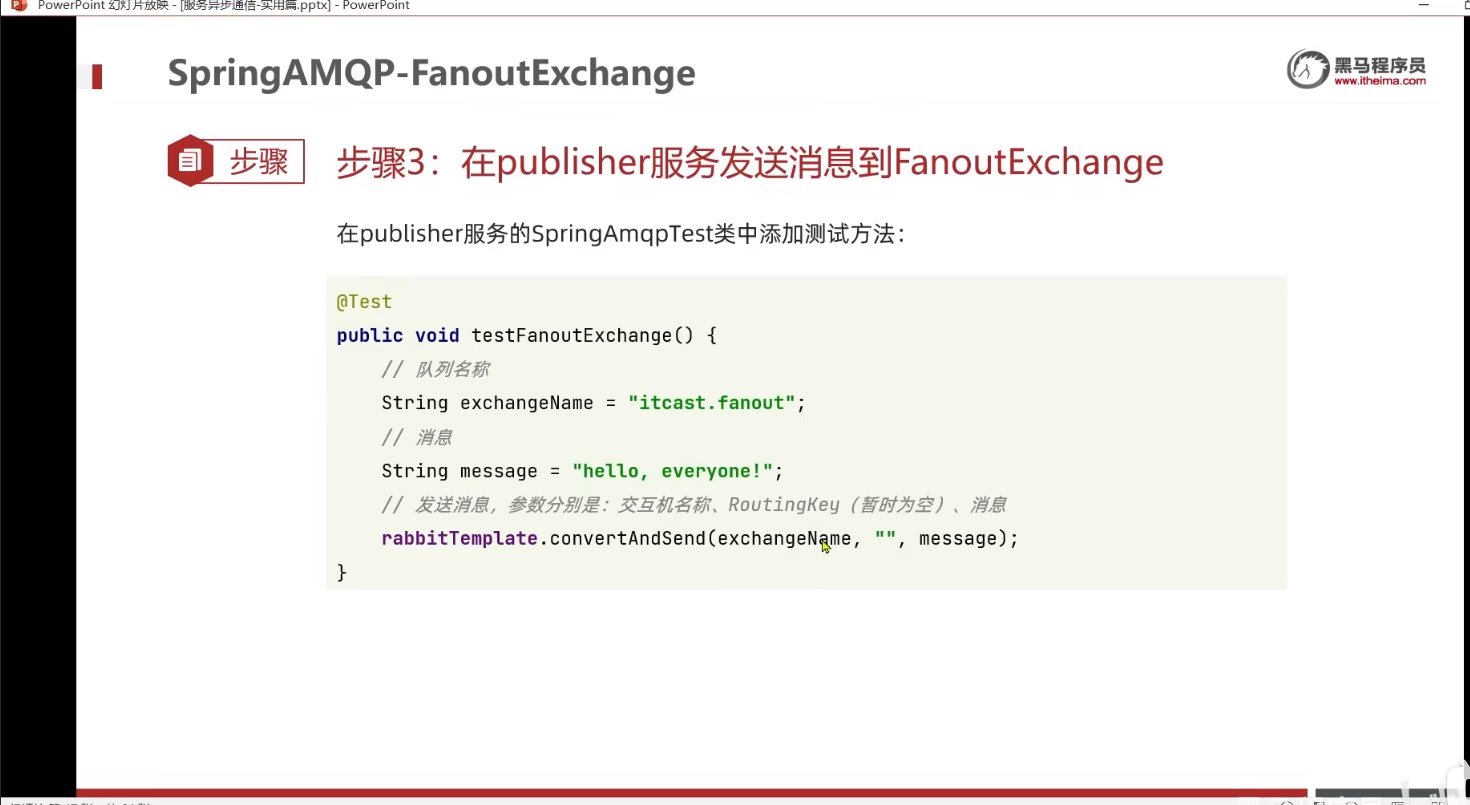 PowerPoint 幻灯片放映 - [服务异步通信-实用篇.pptx] - PowerPoint
SpringAMQP-FanoutExchange
黑马程序员
www.itheima.com
步骤
步骤3：在publisher服务发送消息到FanoutExchange
在publisher服务的SpringAmqpTest类中添加测试方法：
@Test
public void testFanoutExchange() {
// 队列名称
String exchangeName = "itcast.fanout";
// 消息
String message = "hello, everyone!";
// 发送消息，参数分别是：交互机名称、RoutingKey（暂时为空）、消息
rabbitTemplate.convertAndSend(exchangeName, "", message);
}